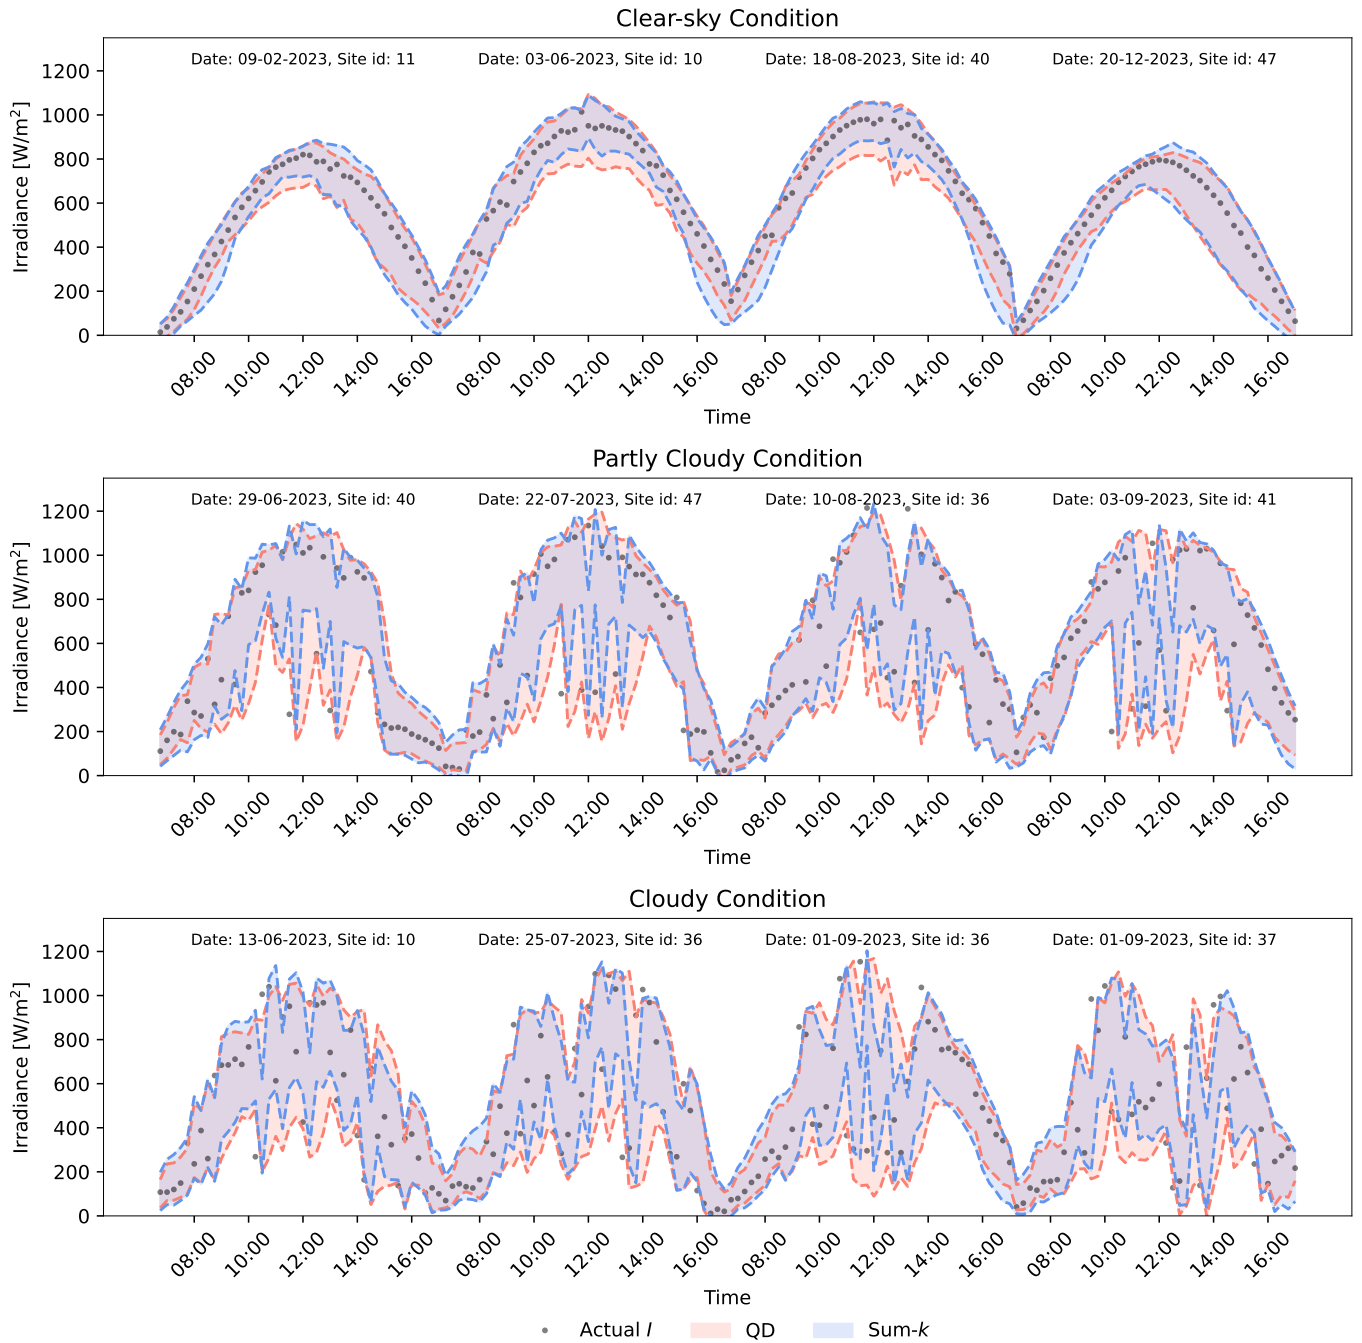 Clear-sky Condition
Date: 09-02-2023, Site id: 11
Date: 03-06-2023, Site id: 10
Date: 18-08-2023, Site id: 40
Date: 20-12-2023, Site id: 47
Irradiance [W/m²]
1200
1000
800
600
400
200
0
08:00 10:00 12:00 14:00 16:00 08:00 10:00 12:00 14:00 16:00 08:00 10:00 12:00 14:00 16:00 08:00 10:00 12:00 14:00 16:00
Time
Partly Cloudy Condition
Date: 29-06-2023, Site id: 40
Date: 22-07-2023, Site id: 47
Date: 10-08-2023, Site id: 36
Date: 03-09-2023, Site id: 41
Irradiance [W/m²]
1200
1000
800
600
400
200
0
08:00 10:00 12:00 14:00 16:00 08:00 10:00 12:00 14:00 16:00 08:00 10:00 12:00 14:00 16:00 08:00 10:00 12:00 14:00 16:00
Time
Cloudy Condition
Date: 13-06-2023, Site id: 10
Date: 25-07-2023, Site id: 36
Date: 01-09-2023, Site id: 36
Date: 01-09-2023, Site id: 37
Irradiance [W/m²]
1200
1000
800
600
400
200
0
08:00 10:00 12:00 14:00 16:00 08:00 10:00 12:00 14:00 16:00 08:00 10:00 12:00 14:00 16:00 08:00 10:00 12:00 14:00 16:00
Time
Actual I
QD
Sum-k